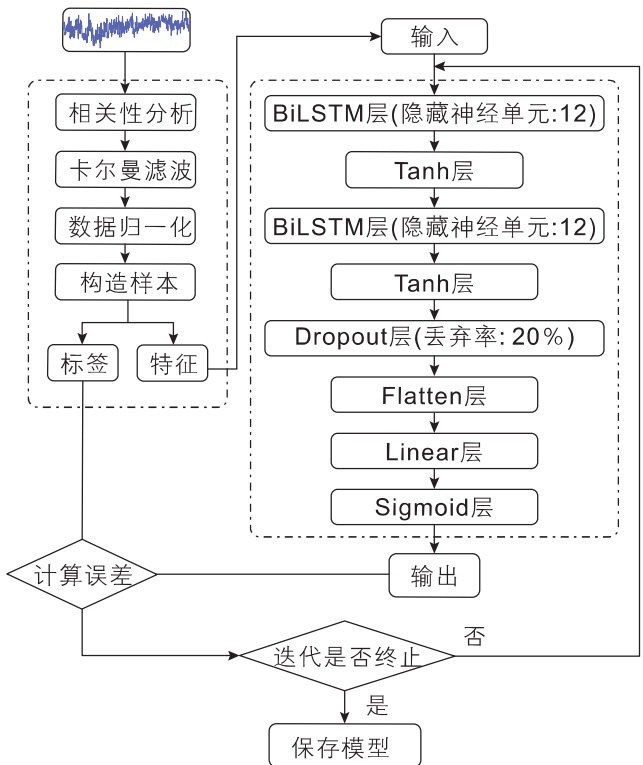 输入
相关性分析
卡尔曼滤波
数据归一化
构造样本
标签
特征
BiLSTM层(隐藏神经单元:12)
Tanh层
BiLSTM层(隐藏神经单元:12)
Tanh层
Dropout层(丢弃率: 20%)
Flatten层
Linear层
Sigmoid层
输出
计算误差
迭代是否终止
否
是
保存模型